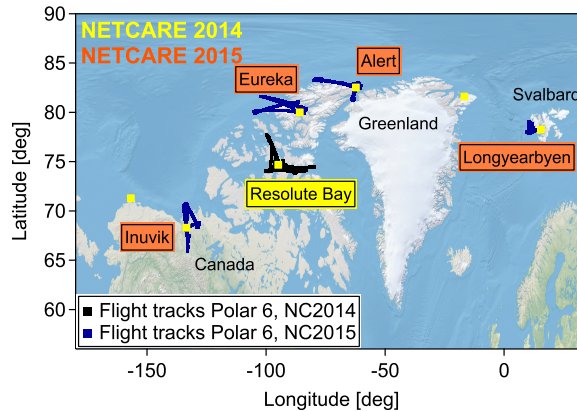 NETCARE 2014
NETCARE 2015
Alert
Eureka
Svalbard
Greenland
Longyearbyen
Resolute Bay
Inuvik
Canada
Flight tracks Polar 6, NC2014
Flight tracks Polar 6, NC2015
90
85
80
75
70
65
60
Latitude [deg]
-150
-100
-50
0
Longitude [deg]